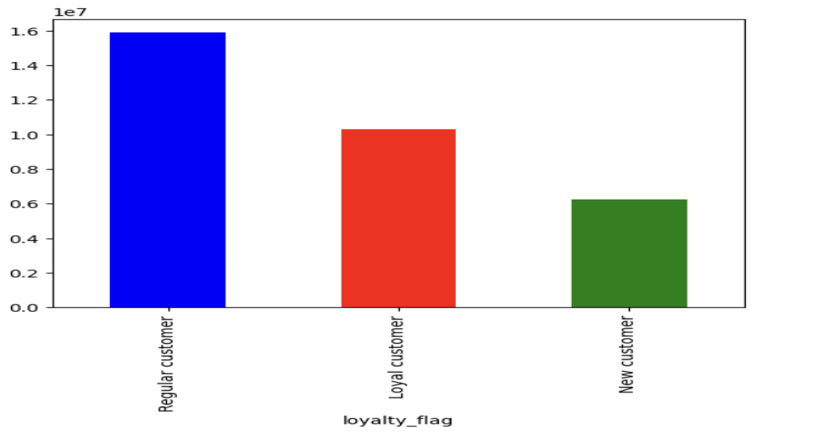 1e7
1.6
1.4
1.2
1.0
0.8
0.6
0.4
0.2
0.0
Regular customer
Loyal customer
New customer
loyalty_flag